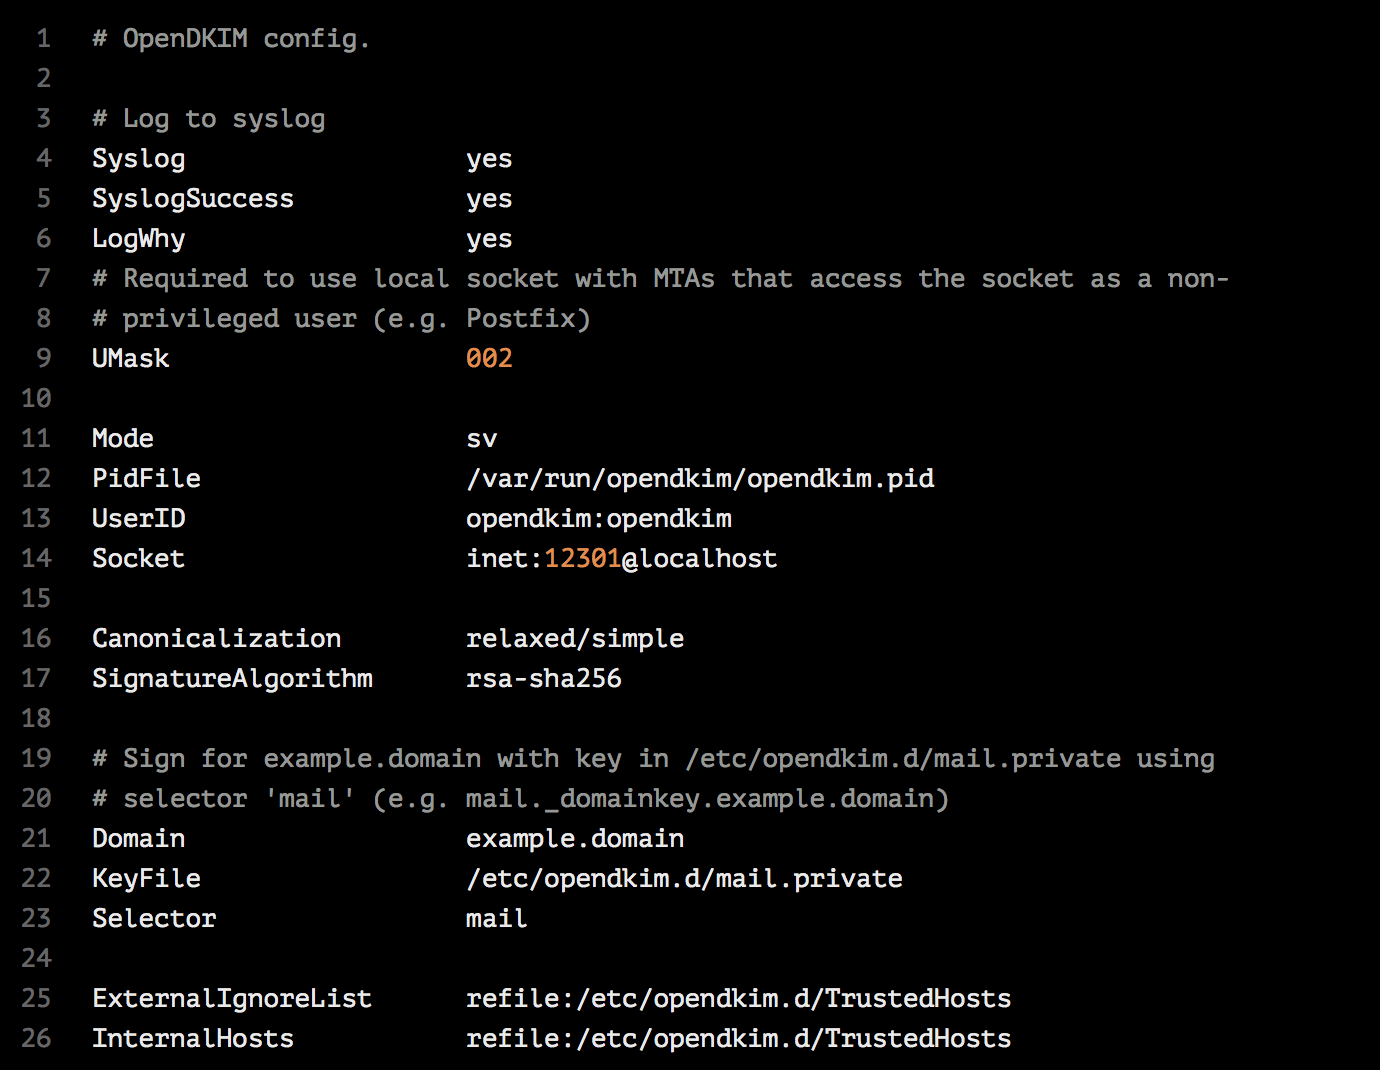 1 # OpenDKIM config.
2
3 # Log to syslog
4 Syslog yes
5 SyslogSuccess yes
6 LogWhy yes
7 # Required to use local socket with MTAs that access the socket as a non-
8 # privileged user (e.g. Postfix)
9 UMask 002
10
11 Mode sv
12 PidFile /var/run/opendkim/opendkim.pid
13 UserID opendkim:opendkim
14 Socket inet:12301@localhost
15
16 Canonicalization relaxed/simple
17 SignatureAlgorithm rsa-sha256
18
19 # Sign for example.domain with key in /etc/opendkim.d/mail.private using
20 # selector 'mail' (e.g. mail._domainkey.example.domain)
21 Domain example.domain
22 KeyFile /etc/opendkim.d/mail.private
23 Selector mail
24
25 ExternalIgnoreList refile:/etc/opendkim.d/TrustedHosts
26 InternalHosts refile:/etc/opendkim.d/TrustedHosts